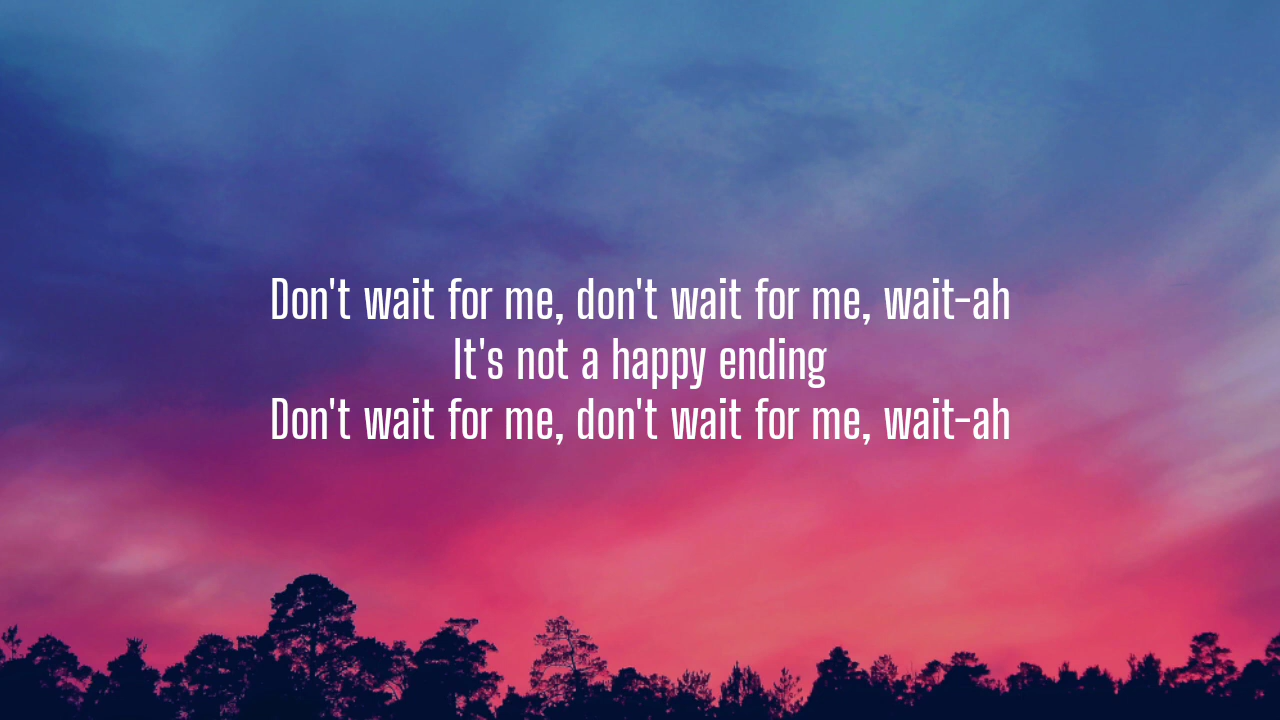 Don't wait for me, don't wait for me, wait-ah
It's not a happy ending
Don't wait for me, don't wait for me, wait-ah